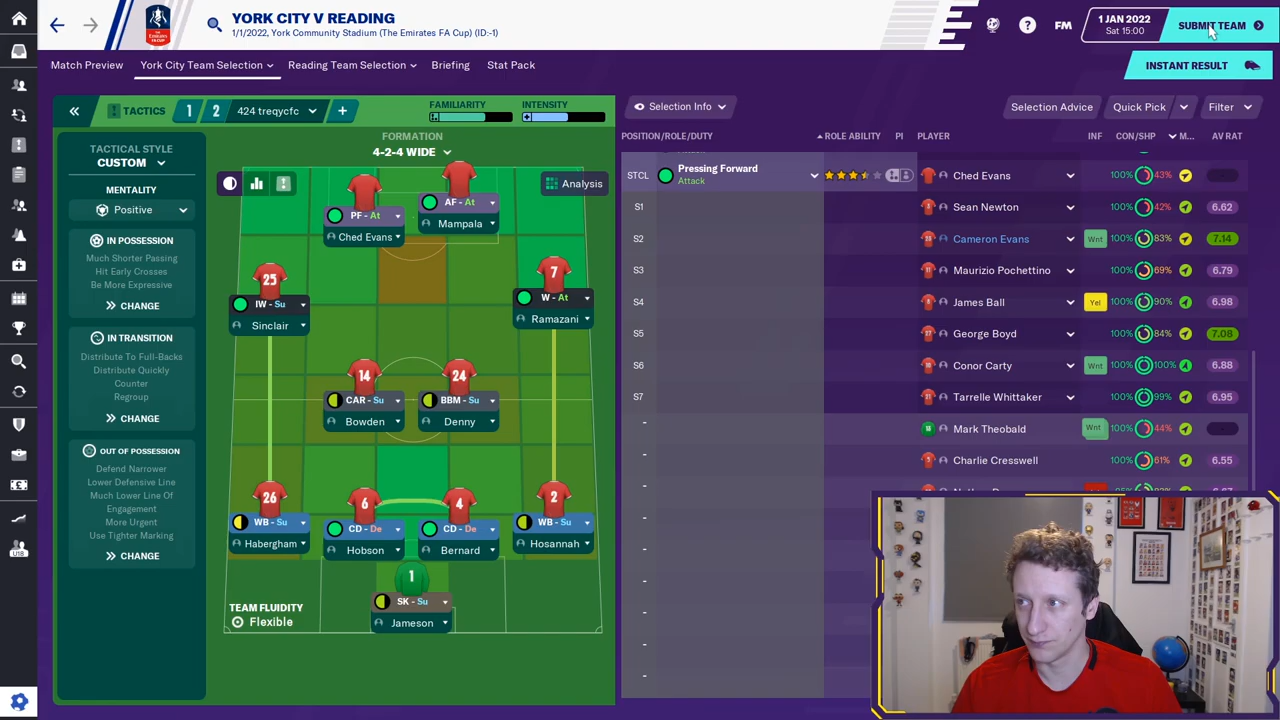 YORK CITY V READING
1/1/2022, York Community Stadium (The Emirates FA Cup) (ID:-1)
FM
1 JAN 2022
Sat 15:00
SUBMIT TEAM
Match Preview
York City Team Selection
Reading Team Selection
Briefing
Stat Pack
INSTANT RESULT
TACTICS
1
2
424 treqycfc
FAMILIARITY
INTENSITY
Selection Info
Selection Advice
Quick Pick
Filter
TACTICAL STYLE
CUSTOM
MENTALITY
Positive
IN POSSESSION
Much Shorter Passing
Hit Early Crosses
Be More Expressive
CHANGE
IN TRANSITION
Distribute To Full-Backs
Distribute Quickly
Counter
Regroup
CHANGE
OUT OF POSSESSION
Defend Narrower
Lower Defensive Line
Much Lower Line Of
Engagement
More Urgent
Use Tighter Marking
CHANGE
FORMATION
4-2-4 WIDE
Analysis
PF - At
Ched Evans
AF - At
Mampala
25
IW - Su
Sinclair
7
W - At
Ramazani
14
CAR - Su
Bowden
24
BBM - Su
Denny
26
WB - Su
Habergham
6
CD - De
Hobson
4
CD - De
Bernard
2
WB - Su
Hosannah
1
SK - Su
Jameson
TEAM FLUIDITY
Flexible
POSITION/ROLE/DUTY ROLE ABILITY PI PLAYER INF CON/SHP M... AV RAT
STCL Pressing Forward Attack Ched Evans 100% 43% -
S1 Sean Newton 100% 42% 6.62
S2 Cameron Evans Wnt 100% 83% 7.14
S3 Maurizio Pochettino 100% 69% 6.79
S4 James Ball Yel 100% 90% 6.98
S5 George Boyd 100% 84% 7.08
S6 Conor Carty Wnt 100% 100% 6.88
S7 Tarrelle Whittaker 100% 99% 6.95
- Mark Theobald Wnt 100% 44% -
- Charlie Cresswell 100% 61% 6.55
-
-
-
-
-
-
-